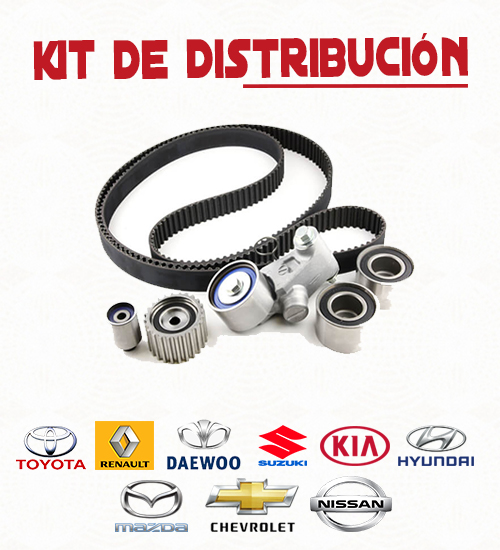 KIT DE DISTRIBUCIÓN
TOYOTA
RENAULT
DAEWOO
SUZUKI
KIA
HYUNDAI
mazda
CHEVROLET
NISSAN